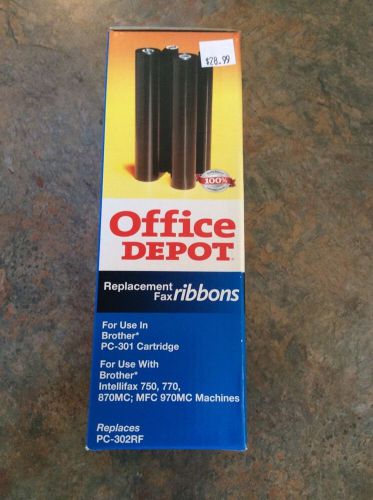 $28.99
100%
Office
DEPOT
Replacement
Fax ribbons
For Use In
Brother*
PC-301 Cartridge
For Use With
Brother*
Intellifax 750, 770,
870MC; MFC 970MC Machines
Replaces
PC-302RF